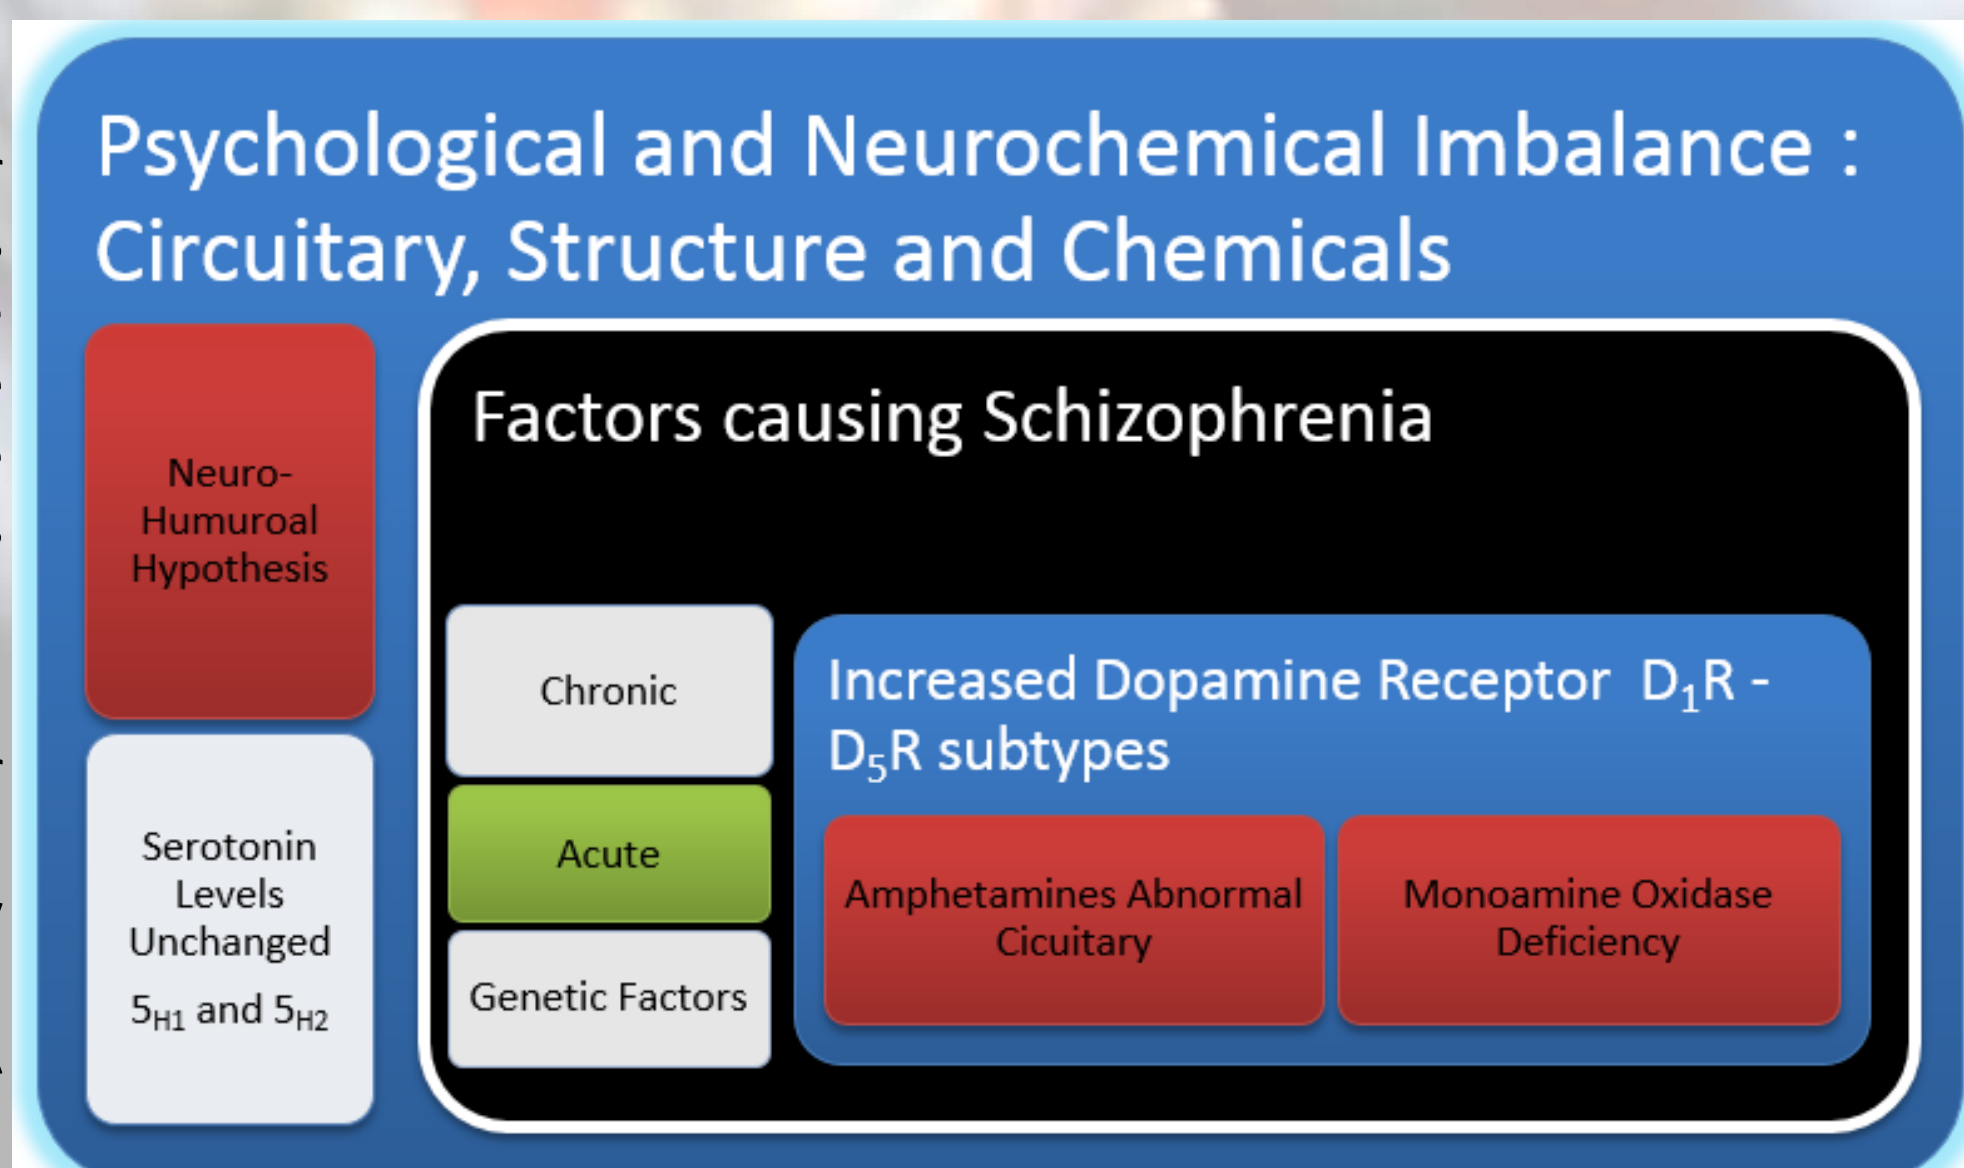 Psychological and Neurochemical Imbalance :
Circuitary, Structure and Chemicals
Neuro-
Humuroal
Hypothesis
Serotonin
Levels
Unchanged
5H1 and 5H2
Factors causing Schizophrenia
Chronic
Acute
Genetic Factors
Increased Dopamine Receptor D1R -
D5R subtypes
Amphetamines Abnormal
Cicuitary
Monoamine Oxidase
Deficiency